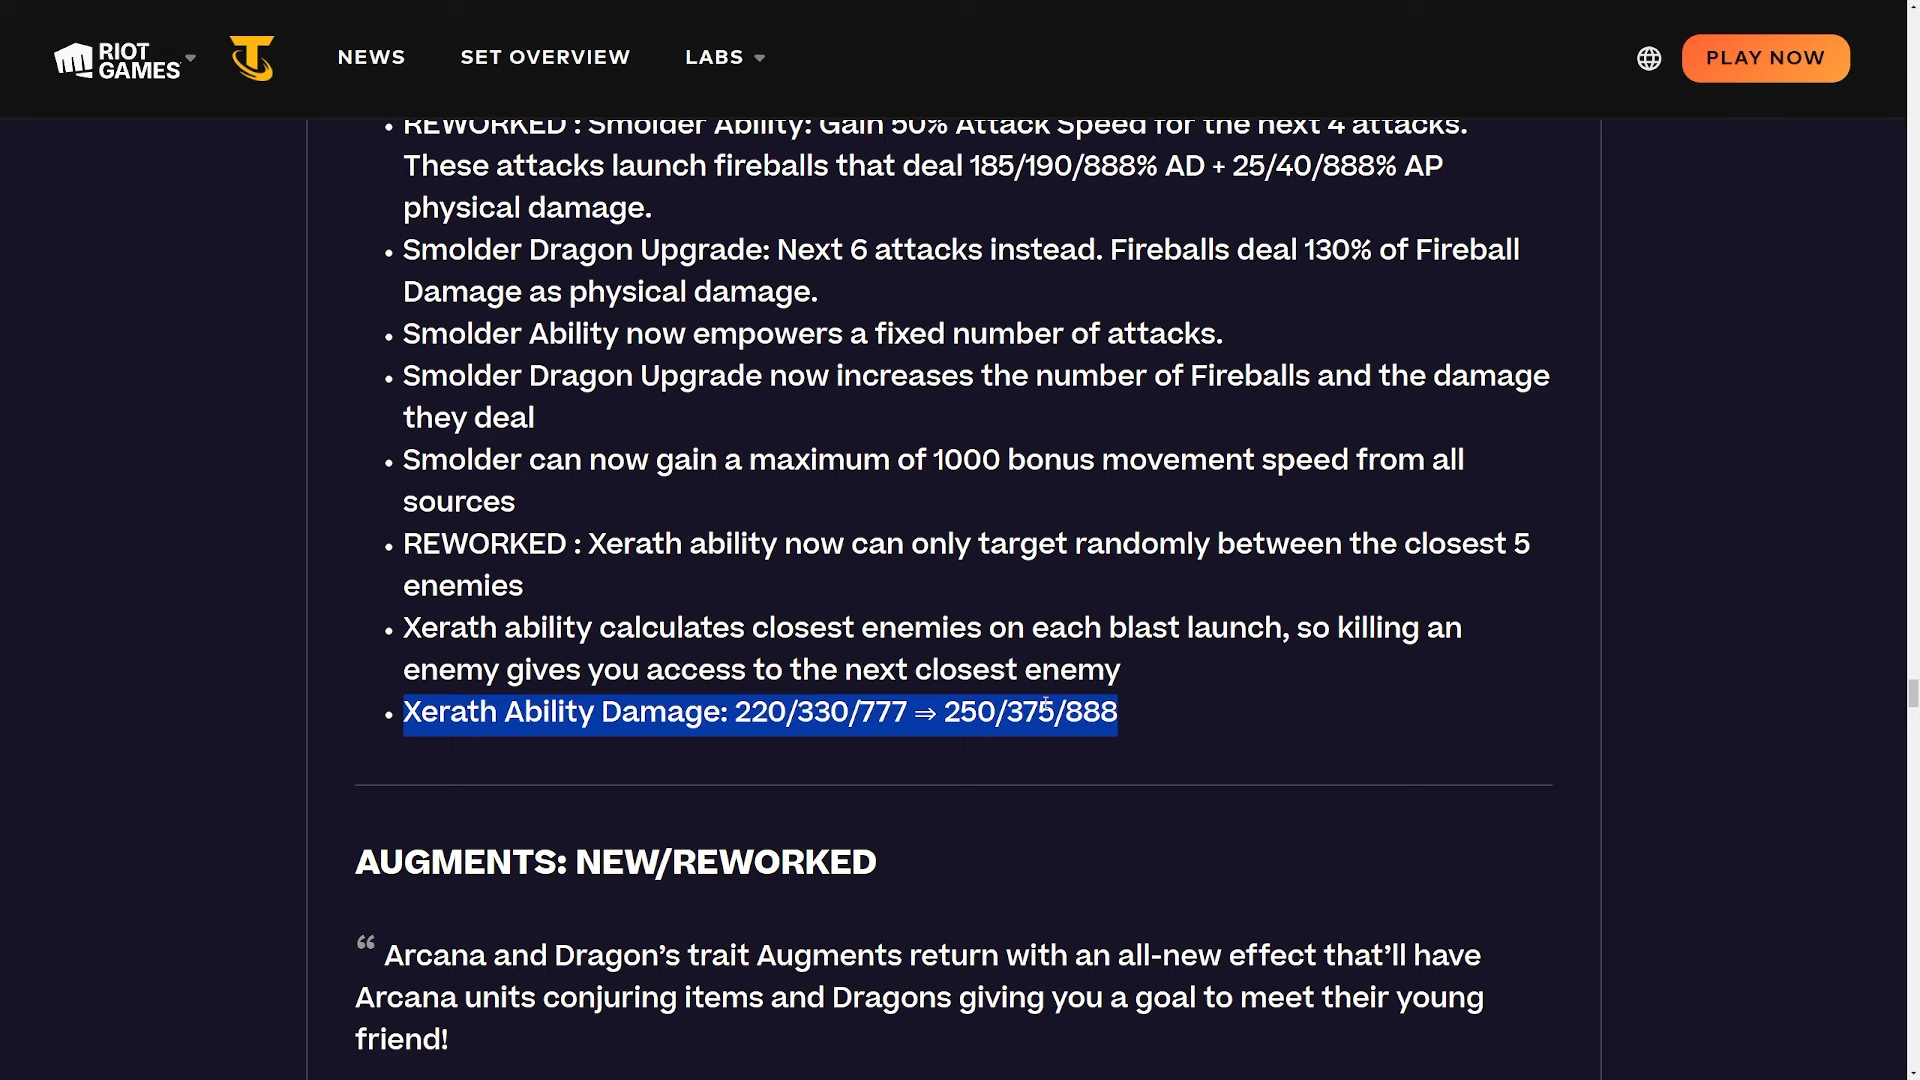 RIOT GAMES
NEWS
SET OVERVIEW
LABS
PLAY NOW
• REWORKED : Smolder Ability: Gain 50% Attack Speed for the next 4 attacks.
These attacks launch fireballs that deal 185/190/888% AD + 25/40/888% AP
physical damage.
• Smolder Dragon Upgrade: Next 6 attacks instead. Fireballs deal 130% of Fireball
Damage as physical damage.
• Smolder Ability now empowers a fixed number of attacks.
• Smolder Dragon Upgrade now increases the number of Fireballs and the damage
they deal
• Smolder can now gain a maximum of 1000 bonus movement speed from all
sources
• REWORKED : Xerath ability now can only target randomly between the closest 5
enemies
• Xerath ability calculates closest enemies on each blast launch, so killing an
enemy gives you access to the next closest enemy
• Xerath Ability Damage: 220/330/777 ⇒ 250/375/888
AUGMENTS: NEW/REWORKED
“ Arcana and Dragon’s trait Augments return with an all-new effect that’ll have
Arcana units conjuring items and Dragons giving you a goal to meet their young
friend!